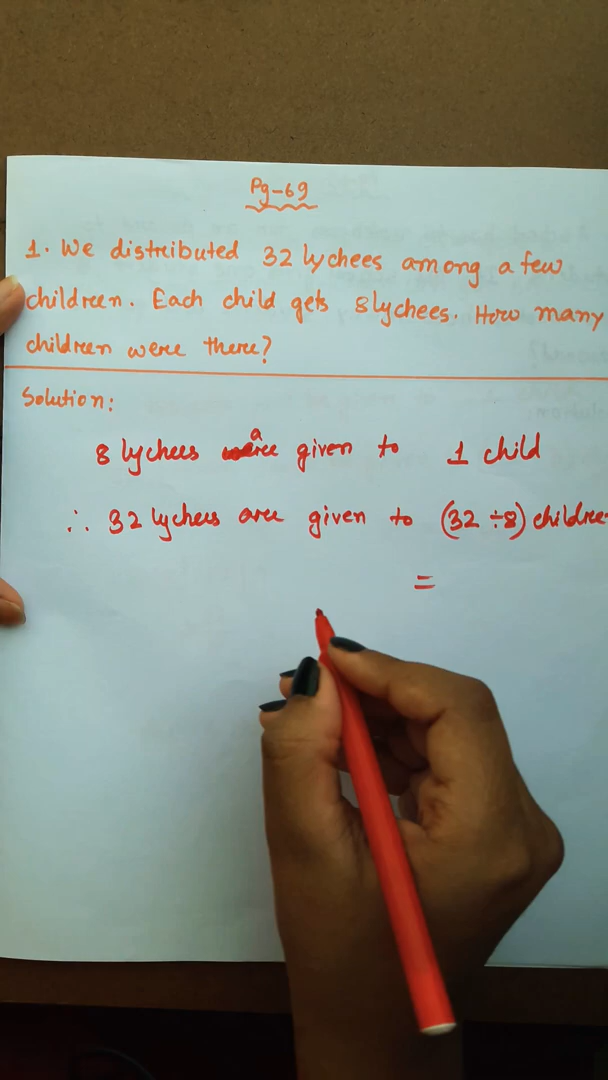 Pg-69
1. We distributed 32 lychees among a few
children. Each child gets 8 lychees. How many
children were there?
Solution:
8 lychees are given to 1 child
∴ 32 lychees are given to (32 ÷ 8) children
=